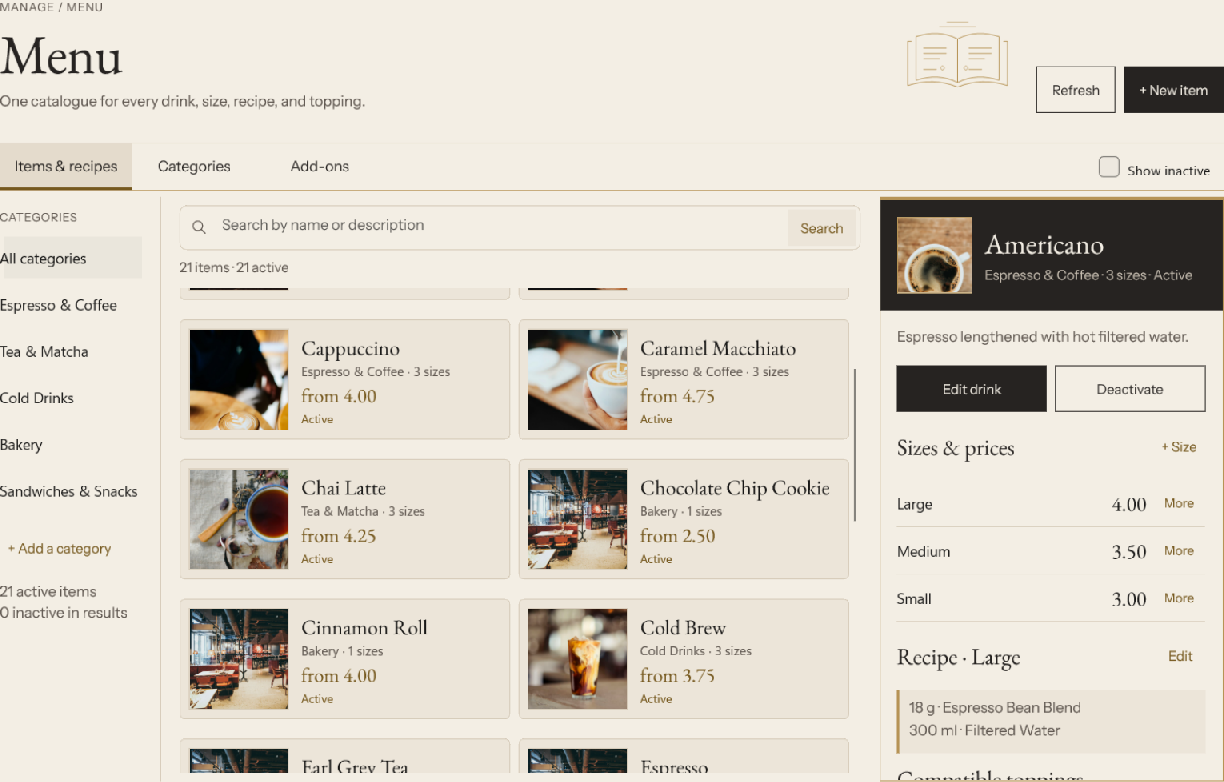 MANAGE / MENU
Menu
One catalogue for every drink, size, recipe, and topping.
Refresh
+ New item
Items & recipes
Categories
Add-ons
Show inactive
CATEGORIES
All categories
Espresso & Coffee
Tea & Matcha
Cold Drinks
Bakery
Sandwiches & Snacks
+ Add a category
21 active items
0 inactive in results
Search by name or description
Search
21 items · 21 active
Cappuccino
Espresso & Coffee · 3 sizes
from 4.00
Active
Caramel Macchiato
Espresso & Coffee · 3 sizes
from 4.75
Active
Chai Latte
Tea & Matcha · 3 sizes
from 4.25
Active
Chocolate Chip Cookie
Bakery · 1 sizes
from 2.50
Active
Cinnamon Roll
Bakery · 1 sizes
from 4.00
Active
Cold Brew
Cold Drinks · 3 sizes
from 3.75
Active
Earl Grey Tea
Espresso
Americano
Espresso & Coffee · 3 sizes · Active
Espresso lengthened with hot filtered water.
Edit drink
Deactivate
Sizes & prices
+ Size
Large 4.00 More
Medium 3.50 More
Small 3.00 More
Recipe · Large
Edit
18 g · Espresso Bean Blend
300 ml · Filtered Water
Compatible toppings